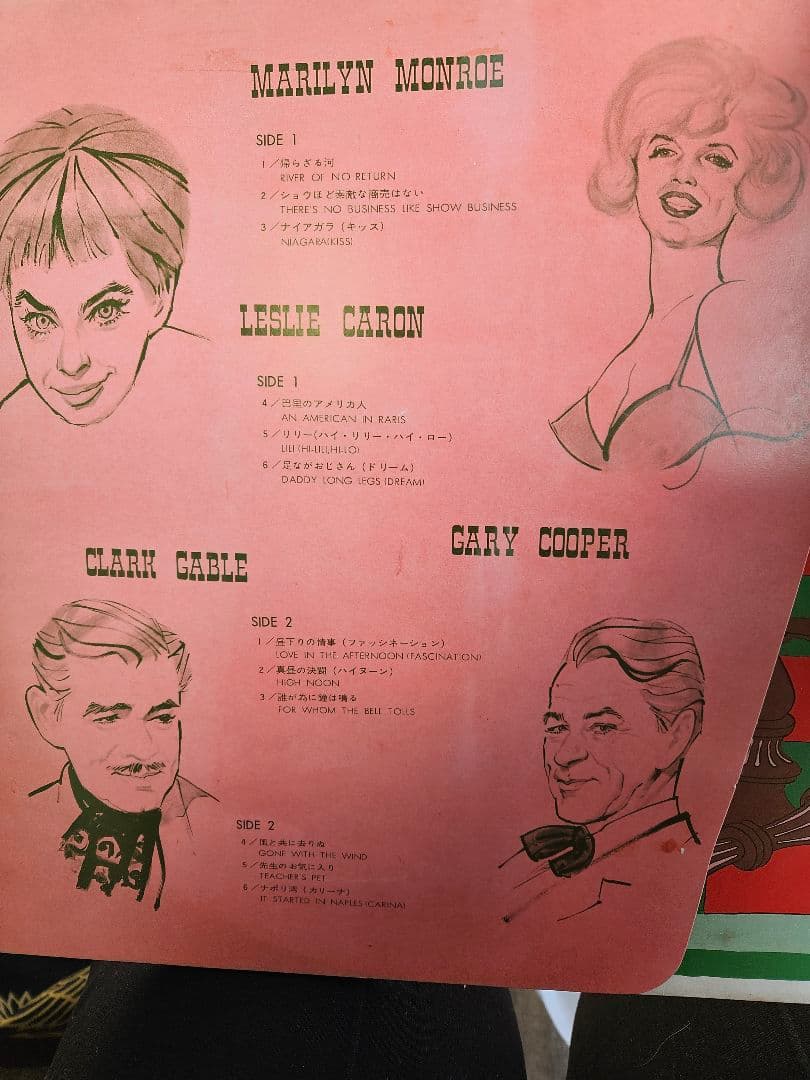 MARILYN MONROE
SIDE 1
1／帰らざる河
RIVER OF NO RETURN
2／ショウほど素敵な商売はない
THERE'S NO BUSINESS LIKE SHOW BUSINESS
3／ナイアガラ（キッス）
NIAGARA(KISS)
LESLIE CARON
SIDE 1
4／巴里のアメリカ人
AN AMERICAN IN RARIS
5／リリー（ハイ・リリー・ハイ・ロー）
LILI(HI-LILI,HI-LO)
6／足ながおじさん（ドリーム）
DADDY LONG LEGS(DREAM)
CLARK GABLE
GARY COOPER
SIDE 2
1／昼下りの情事（ファッシネーション）
LOVE IN THE AFTERNOON(FASCINATION)
2／真昼の決闘（ハイヌーン）
HIGH NOON
3／誰が為に鐘は鳴る
FOR WHOM THE BELL TOLLS
SIDE 2
4／風と共に去りぬ
GONE WITH THE WIND
5／先生のお気に入り
TEACHER'S PET
6／ナポリ湾（カリーナ）
IT STARTED IN NAPLES(CARINA)